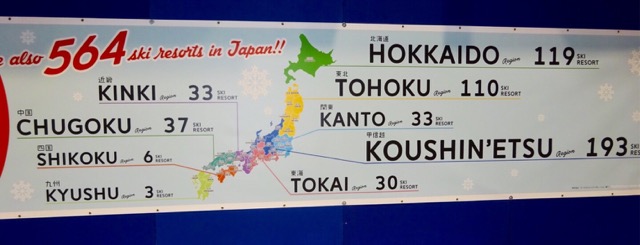 also 564 ski resorts in Japan!!
北海道
HOKKAIDO Region 119 SKI RESORT
東北
TOHOKU Region 110 SKI RESORT
近畿
KINKI Region 33 SKI RESORT
関東
KANTO Region 33 SKI RESORT
中国
CHUGOKU Region 37 SKI RESORT
甲信越
KOUSHIN'ETSU Region 193 SKI
四国
SHIKOKU Region 6 SKI RESORT
東海
TOKAI Region 30 SKI RESORT
九州
KYUSHU Region 3 SKI RESORT